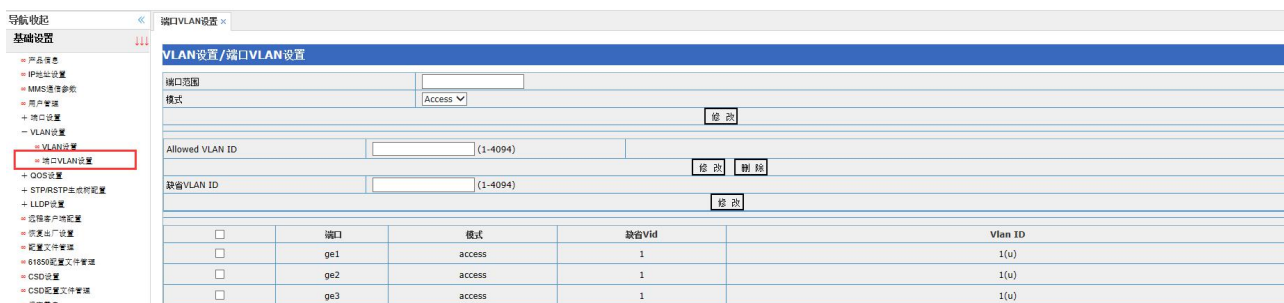 导航收起 «
端口VLAN设置 ×
基础设置 ↓↓↓
∞ 产品信息
∞ IP地址设置
∞ MMS通信参数
∞ 用户管理
+ 端口设置
− VLAN设置
∞ VLAN设置
∞ 端口VLAN设置
+ QOS设置
+ STP/RSTP生成树配置
+ LLDP设置
∞ 远程客户端配置
∞ 恢复出厂设置
∞ 配置文件管理
∞ 61850配置文件管理
∞ CSD设置
∞ CSD配置文件管理
VLAN设置/端口VLAN设置
端口范围
模式 Access
修 改
Allowed VLAN ID (1-4094)
修 改 删 除
缺省VLAN ID (1-4094)
修 改
端口 模式 缺省Vid Vlan ID
ge1 access 1 1(u)
ge2 access 1 1(u)
ge3 access 1 1(u)